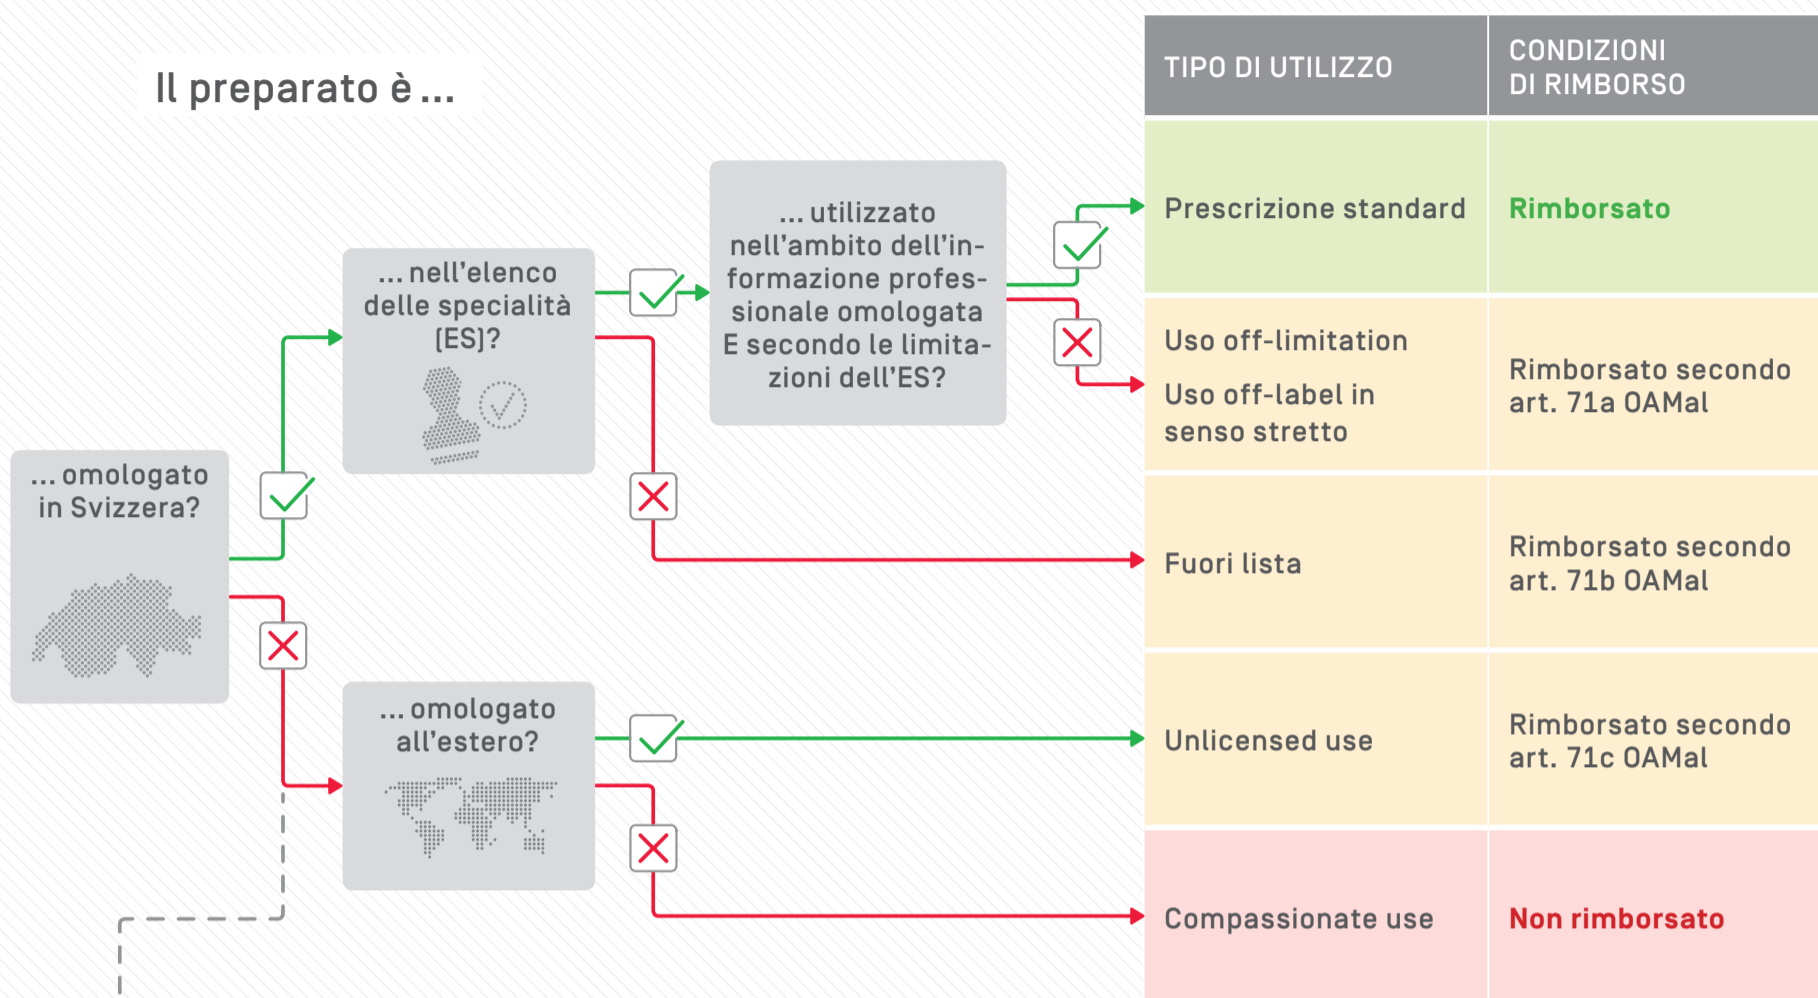 Il preparato è ...
TIPO DI UTILIZZO
CONDIZIONI
DI RIMBORSO
... omologato
in Svizzera?
... nell'elenco
delle specialità
(ES)?
... utilizzato
nell'ambito dell'in-
formazione profes-
sionale omologata
E secondo le limita-
zioni dell'ES?
... omologato
all'estero?
Prescrizione standard
Rimborsato
Uso off-limitation
Uso off-label in
senso stretto
Rimborsato secondo
art. 71a OAMal
Fuori lista
Rimborsato secondo
art. 71b OAMal
Unlicensed use
Rimborsato secondo
art. 71c OAMal
Compassionate use
Non rimborsato